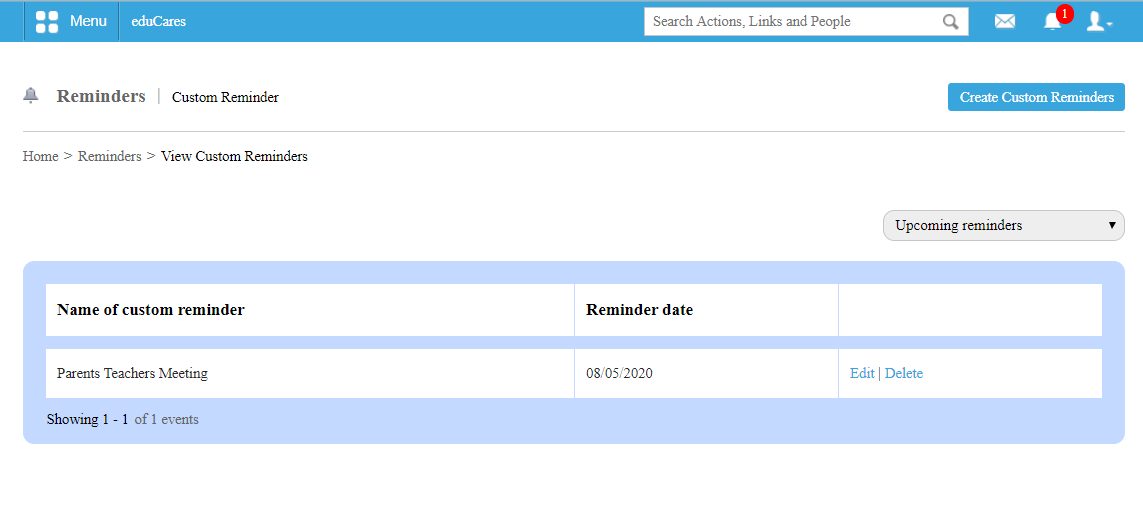 Menu eduCares Search Actions, Links and People 1
Reminders | Custom Reminder Create Custom Reminders
Home > Reminders > View Custom Reminders
Upcoming reminders
Name of custom reminder Reminder date
Parents Teachers Meeting 08/05/2020 Edit | Delete
Showing 1 - 1 of 1 events